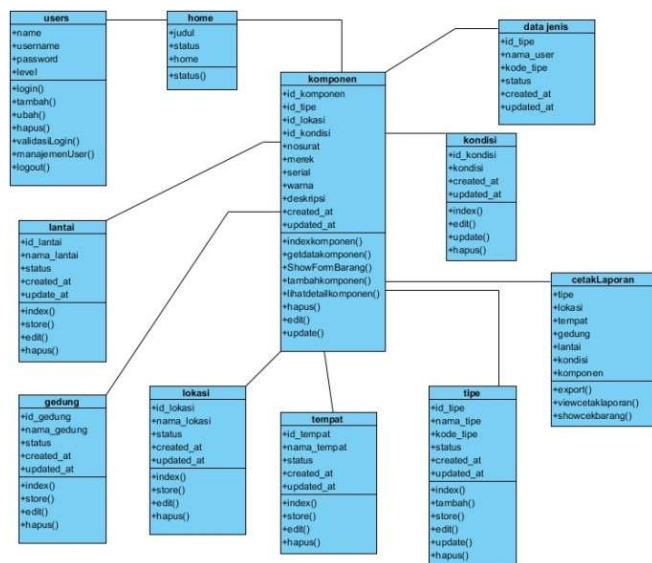 users
+name
+username
+password
+level
+login()
+tambah()
+ubah()
+hapus()
+validasiLogin()
+manajemenUser()
+logout()
home
+judul
+status
+home
+status()
komponen
+id_komponen
+id_tipe
+id_lokasi
+id_kondisi
+nosurat
+merek
+serial
+warna
+deskripsi
+created_at
+updated_at
+indexkomponen()
+getdatakomponen()
+ShowFormBarang()
+tambahkomponen()
+lihatdetailkomponen()
+hapus()
+edit()
+update()
data jenis
+id_tipe
+nama_user
+kode_tipe
+status
+created_at
+updated_at
kondisi
+id_kondisi
+kondisi
+created_at
+updated_at
+index()
+edit()
+update()
+hapus()
lantai
+id_lantai
+nama_lantai
+status
+created_at
+update_at
+index()
+store()
+edit()
+hapus()
cetakLaporan
+tipe
+lokasi
+tempat
+gedung
+lantai
+kondisi
+komponen
+export()
+viewcetaklaporan()
+showcekbarang()
gedung
+id_gedung
+nama_gedung
+status
+created_at
+updated_at
+index()
+store()
+edit()
+hapus()
lokasi
+id_lokasi
+nama_lokasi
+status
+created_at
+updated_at
+index()
+store()
+edit()
+hapus()
tempat
+id_tempat
+nama_tempat
+status
+created_at
+updated_at
+index()
+store()
+edit()
+hapus()
tipe
+id_tipe
+nama_tipe
+kode_tipe
+status
+created_at
+updated_at
+index()
+tambah()
+store()
+edit()
+update()
+hapus()